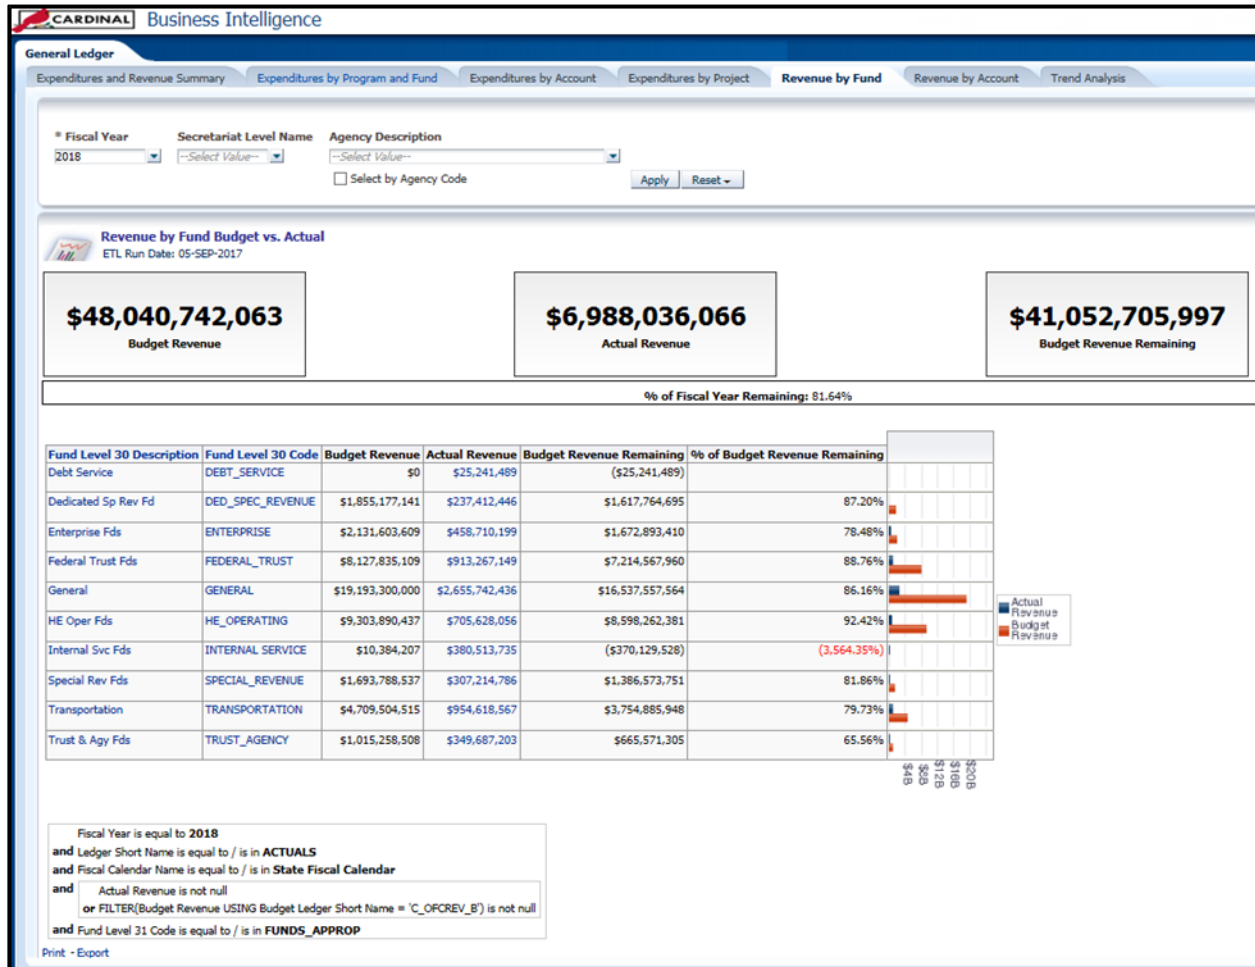 CARDINAL Business Intelligence
General Ledger
Expenditures and Revenue Summary Expenditures by Program and Fund Expenditures by Account Expenditures by Project Revenue by Fund Revenue by Account Trend Analysis
* Fiscal Year Secretariat Level Name Agency Description
2018 --Select Value-- --Select Value--
Select by Agency Code Apply Reset
Revenue by Fund Budget vs. Actual
ETL Run Date: 05-SEP-2017
$48,040,742,063 $6,988,036,066 $41,052,705,997
Budget Revenue Actual Revenue Budget Revenue Remaining
% of Fiscal Year Remaining: 81.64%
Fund Level 30 Description Fund Level 30 Code Budget Revenue Actual Revenue Budget Revenue Remaining % of Budget Revenue Remaining
Debt Service DEBT_SERVICE $0 $25,241,489 ($25,241,489)
Dedicated Sp Rev Fd DED_SPEC_REVENUE $1,855,177,141 $237,412,446 $1,617,764,695 87.20%
Enterprise Fds ENTERPRISE $2,131,603,609 $458,710,199 $1,672,893,410 78.48%
Federal Trust Fds FEDERAL_TRUST $8,127,835,109 $913,267,149 $7,214,567,960 88.76%
General GENERAL $19,193,300,000 $2,655,742,436 $16,537,557,564 86.16%
HE Oper Fds HE_OPERATING $9,303,890,437 $705,628,056 $8,598,262,381 92.42%
Internal Svc Fds INTERNAL SERVICE $10,384,207 $380,513,735 ($370,129,528) (3,564.35%)
Special Rev Fds SPECIAL_REVENUE $1,693,788,537 $307,214,786 $1,386,573,751 81.86%
Transportation TRANSPORTATION $4,709,504,515 $954,618,567 $3,754,885,948 79.73%
Trust & Agy Fds TRUST_AGENCY $1,015,258,508 $349,687,203 $665,571,305 65.56%
Actual
Revenue
Budget
Revenue
$4B $8B $12B $16B $20B
Fiscal Year is equal to 2018
and Ledger Short Name is equal to / is in ACTUALS
and Fiscal Calendar Name is equal to / is in State Fiscal Calendar
and Actual Revenue is not null
or FILTER(Budget Revenue USING Budget Ledger Short Name = 'C_OFCREV_B') is not null
and Fund Level 31 Code is equal to / is in FUNDS_APPROP
Print - Export